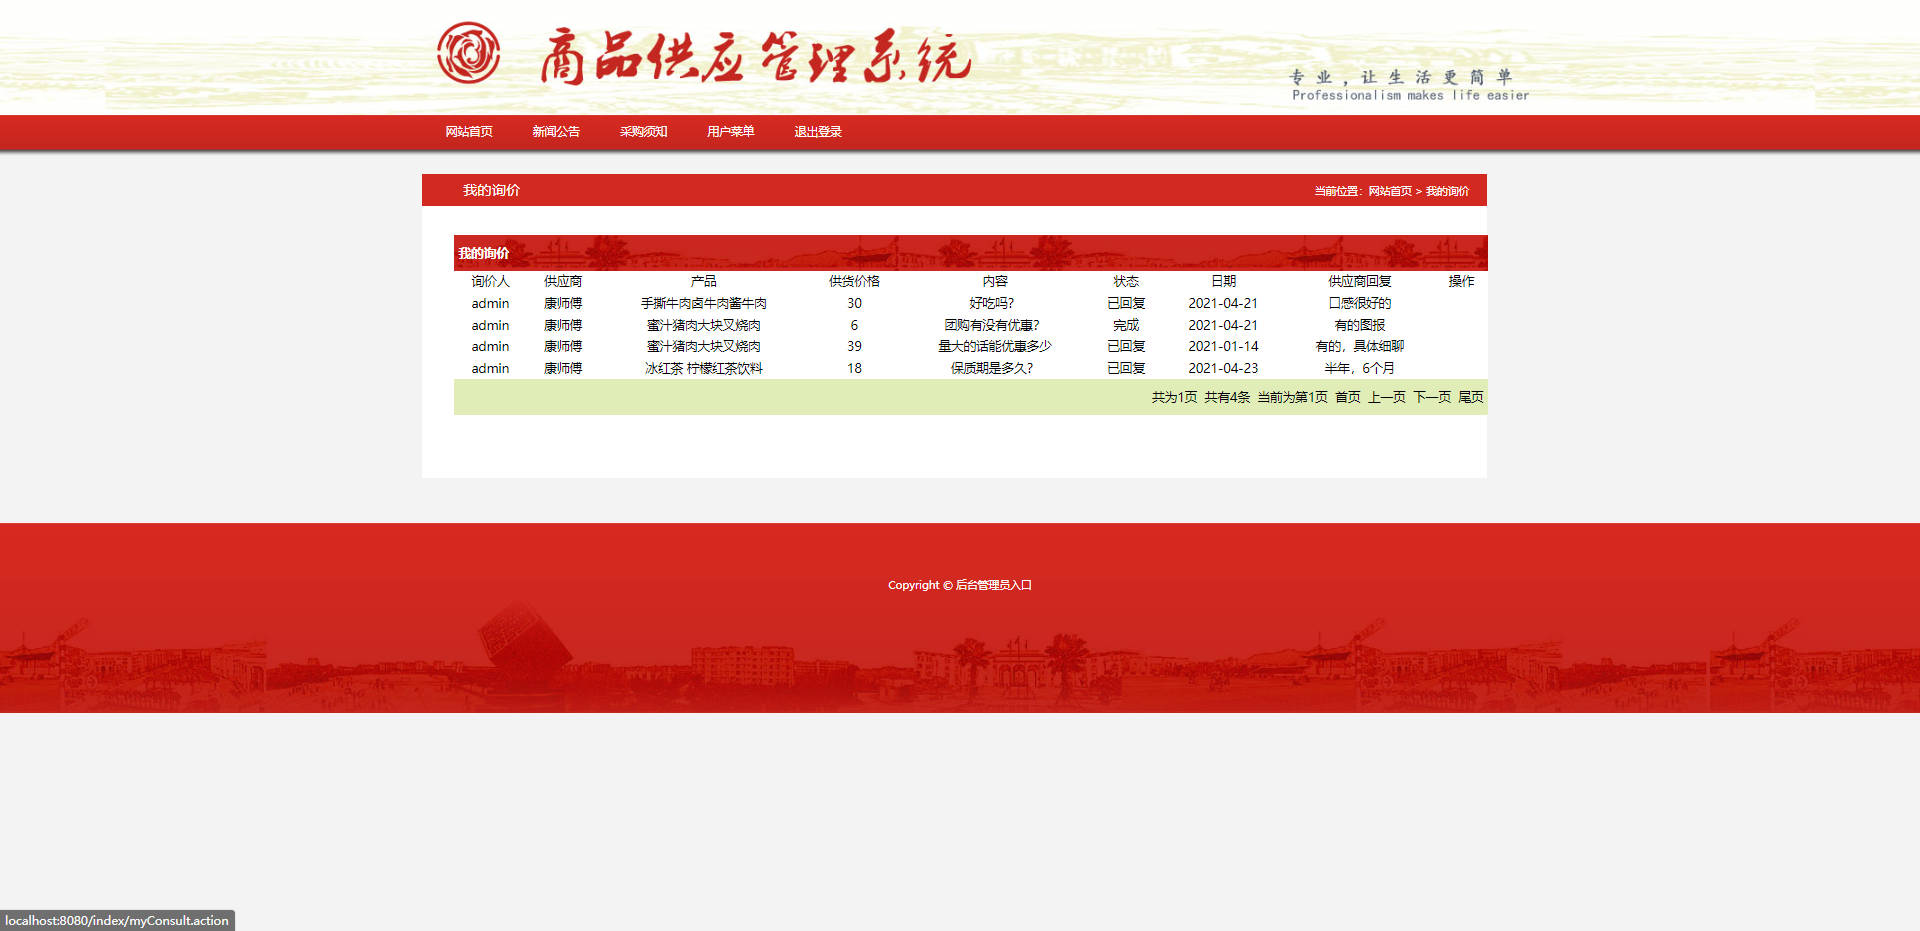 商品供应管理系统
专业，让生活更简单
Professionalism makes life easier
网站首页 新闻公告 采购须知 用户菜单 退出登录
我的询价 当前位置：网站首页 > 我的询价
我的询价
询价人 供应商 产品 供货价格 内容 状态 日期 供应商回复 操作
admin 康师傅 手撕牛肉卤牛肉酱牛肉 30 好吃吗？ 已回复 2021-04-21 口感很好的
admin 康师傅 蜜汁猪肉大块叉烧肉 6 团购有没有优惠？ 完成 2021-04-21 有的图报
admin 康师傅 蜜汁猪肉大块叉烧肉 39 量大的话能优惠多少 已回复 2021-01-14 有的，具体细聊
admin 康师傅 冰红茶 柠檬红茶饮料 18 保质期是多久？ 已回复 2021-04-23 半年，6个月
共为1页 共有4条 当前为第1页 首页 上一页 下一页 尾页
Copyright © 后台管理员入口
localhost:8080/index/myConsult.action